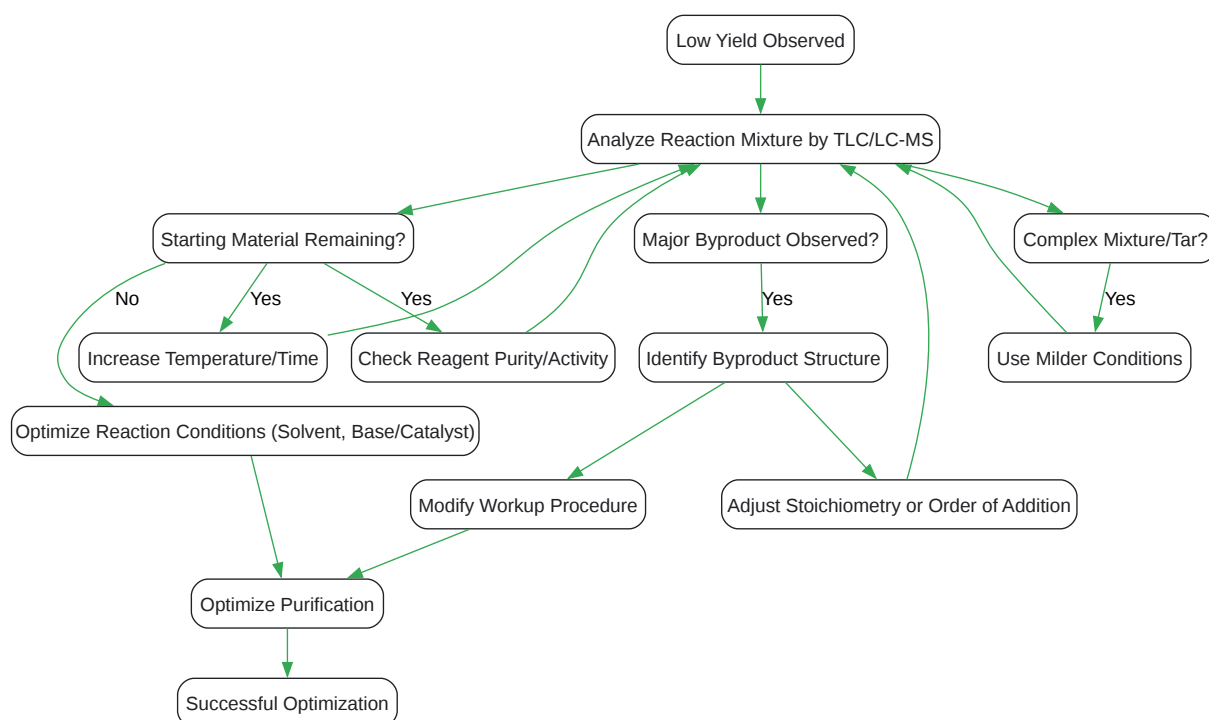 Low Yield Observed
Analyze Reaction Mixture by TLC/LC-MS
Starting Material Remaining?
Major Byproduct Observed?
Complex Mixture/Tar?
No
Yes
Yes
Yes
Yes
Increase Temperature/Time
Check Reagent Purity/Activity
Identify Byproduct Structure
Use Milder Conditions
Optimize Reaction Conditions (Solvent, Base/Catalyst)
Modify Workup Procedure
Adjust Stoichiometry or Order of Addition
Optimize Purification
Successful Optimization